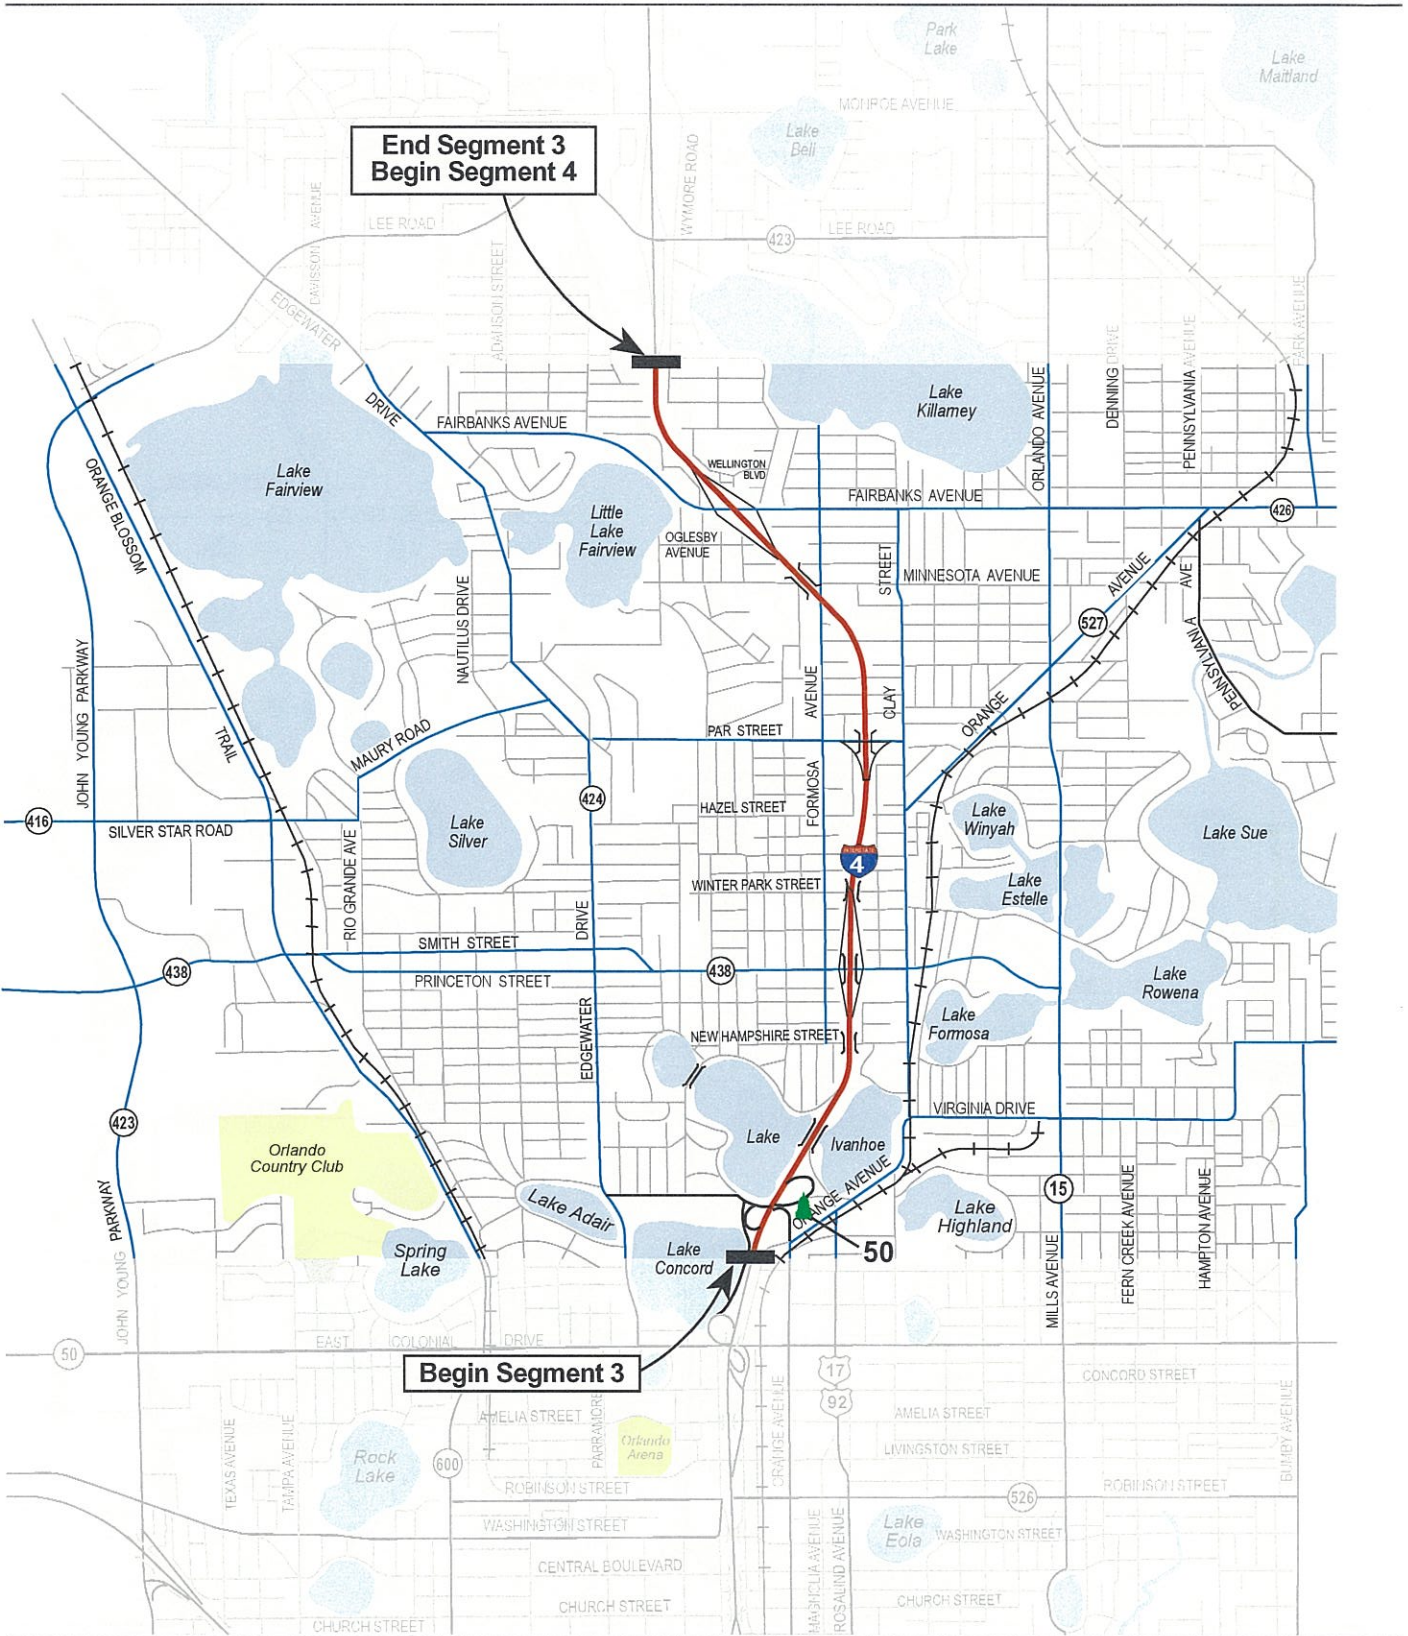 Park
Lake
Lake
Maitland
MONROE AVENUE
Lake
Bell
End Segment 3
Begin Segment 4
WYMORE ROAD
DAVISSON AVENUE
LEE ROAD
ADANSON STREET
423
LEE ROAD
EDGEWATER
DRIVE
PARK AVENUE
DENNING DRIVE
PENNSYLVANIA AVENUE
ORLANDO AVENUE
Lake
Killarney
FAIRBANKS AVENUE
Lake
Fairview
WELLINGTON
BLVD
FAIRBANKS AVENUE
426
ORANGE BLOSSOM
TRAIL
Little
Lake
Fairview
OGLESBY
AVENUE
STREET
CLAY
MINNESOTA AVENUE
AVENUE
ORANGE
527
PENNSYLVANIA AVE
NAUTILUS DRIVE
JOHN YOUNG PARKWAY
AVENUE
FORMOSA
PAR STREET
MAURY ROAD
424
HAZEL STREET
416
SILVER STAR ROAD
Lake
Silver
Lake
Winyah
Lake Sue
INTERSTATE
4
RIO GRANDE AVE
WINTER PARK STREET
Lake
Estelle
DRIVE
EDGEWATER
SMITH STREET
438
PRINCETON STREET
438
Lake
Rowena
Lake
Formosa
NEW HAMPSHIRE STREET
423
VIRGINIA DRIVE
Lake
Ivanhoe
Orlando
Country Club
ORANGE AVENUE
15
Lake Adair
Lake
Highland
PARKWAY
JOHN YOUNG
Spring
Lake
Lake
Concord
50
MILLS AVENUE
FERN CREEK AVENUE
HAMPTON AVENUE
50
EAST COLONIAL DRIVE
Begin Segment 3
17
92
CONCORD STREET
AMELIA STREET
PARRAMORE
ORANGE AVENUE
AMELIA STREET
BUMBY AVENUE
TEXAS AVENUE
TAMPA AVENUE
Orlando
Arena
LIVINGSTON STREET
Rock
Lake
600
ROBINSON STREET
526
ROBINSON STREET
WASHINGTON STREET
MAGNOLIA AVENUE
ROSALIND AVENUE
Lake
Eola
WASHINGTON STREET
CENTRAL BOULEVARD
CHURCH STREET
CHURCH STREET
CHURCH STREET